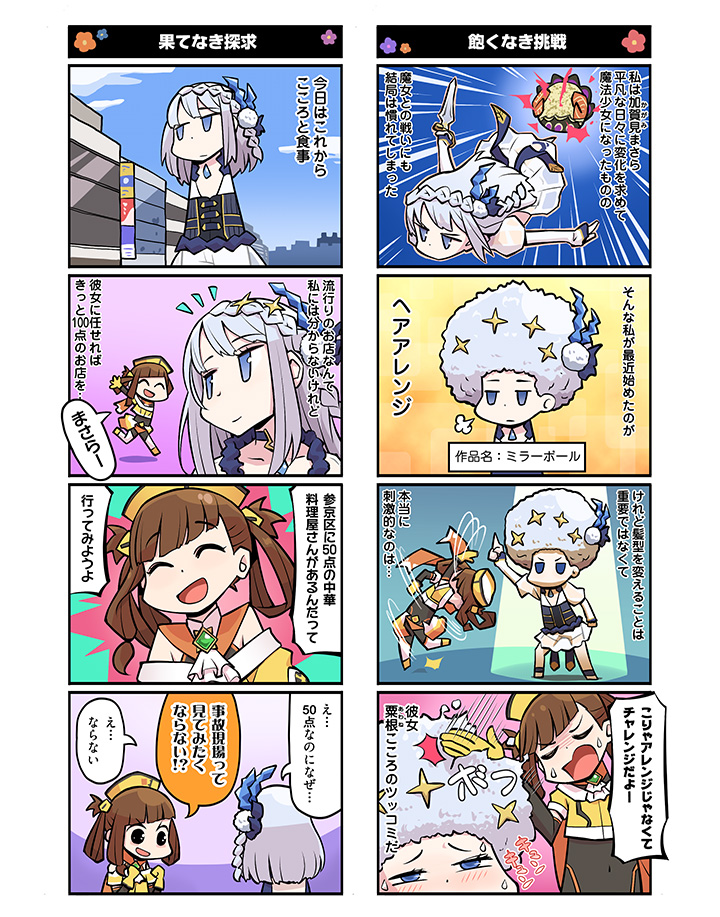 飽くなき挑戦
私は加賀見まさら
平凡な日々に変化を求めて
魔法少女になったものの
魔女との戦いにも
結局は慣れてしまった
そんな私が最近始めたのが
ヘアアレンジ
作品名:ミラーボール
けれど髪型を変えることは
重要ではなくて
本当に
刺激的なのは…
こりゃアレンジじゃなくて
チャレンジだよー
ボフ
彼女
粟根こころのツッコミだ
キュン
キュン
果てなき探求
今日はこれから
こころと食事
流行りのお店なんて
私には分からないけれど
彼女に任せれば
きっと100点のお店を…
まさらー
参京区に50点の中華
料理屋さんがあるんだって
行ってみようよ
え…
50点なのになぜ…
事故現場って
見てみたく
ならない!?
え…
ならない